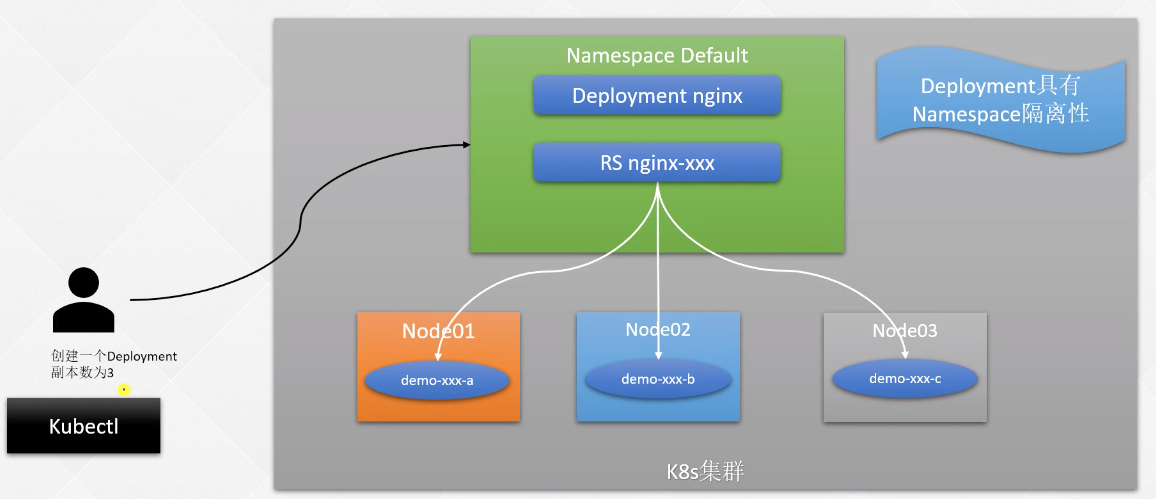 Namespace Default
Deployment nginx
RS nginx-xxx
Deployment具有
Namespace隔离性
创建一个Deployment
副本数为3
Kubectl
Node01
demo-xxx-a
Node02
demo-xxx-b
Node03
demo-xxx-c
K8s集群